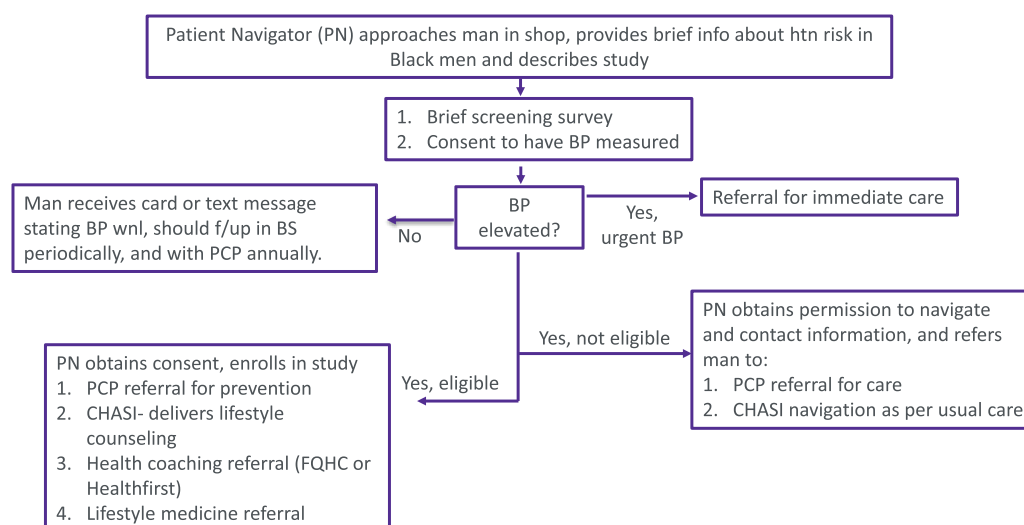 Patient Navigator (PN) approaches man in shop, provides brief info about htn risk in
Black men and describes study
1. Brief screening survey
2. Consent to have BP measured
BP
elevated?
Man receives card or text message
stating BP wnl, should f/up in BS
periodically, and with PCP annually.
No
Yes,
urgent BP
Referral for immediate care
Yes, not eligible
PN obtains permission to navigate
and contact information, and refers
man to:
1. PCP referral for care
2. CHASI navigation as per usual care
Yes, eligible
PN obtains consent, enrolls in study
1. PCP referral for prevention
2. CHASI- delivers lifestyle
counseling
3. Health coaching referral (FQHC or
Healthfirst)
4. Lifestyle medicine referral